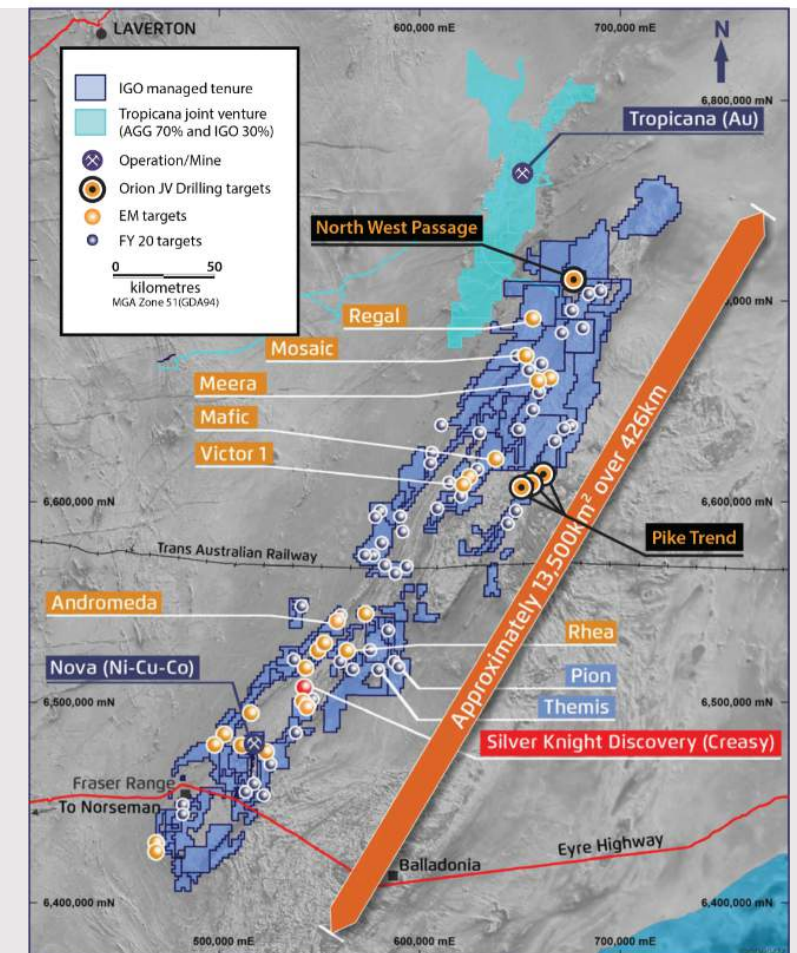 LAVERTON
600,000 mE
700,000 mE
N
IGO managed tenure
Tropicana joint venture
(AGG 70% and IGO 30%)
Operation/Mine
Orion JV Drilling targets
EM targets
FY 20 targets
0 50
kilometres
MGA Zone 51(GDA94)
6,800,000 mN
Tropicana (Au)
North West Passage
,000 mN
Regal
Mosaic
Meera
Mafic
Victor 1
6,600,000 mN
6,600,000 mN
Pike Trend
Trans Australian Railway
Approximately 13,500km² over 426km
Andromeda
Rhea
Nova (Ni-Cu-Co)
Pion
Themis
6,500,000 mN
6,500,000 mN
Silver Knight Discovery (Creasy)
Fraser Range
To Norseman
Eyre Highway
Balladonia
6,400,000 mN
6,400,000 mN
500,000 mE
600,000 mE
700,000 mE